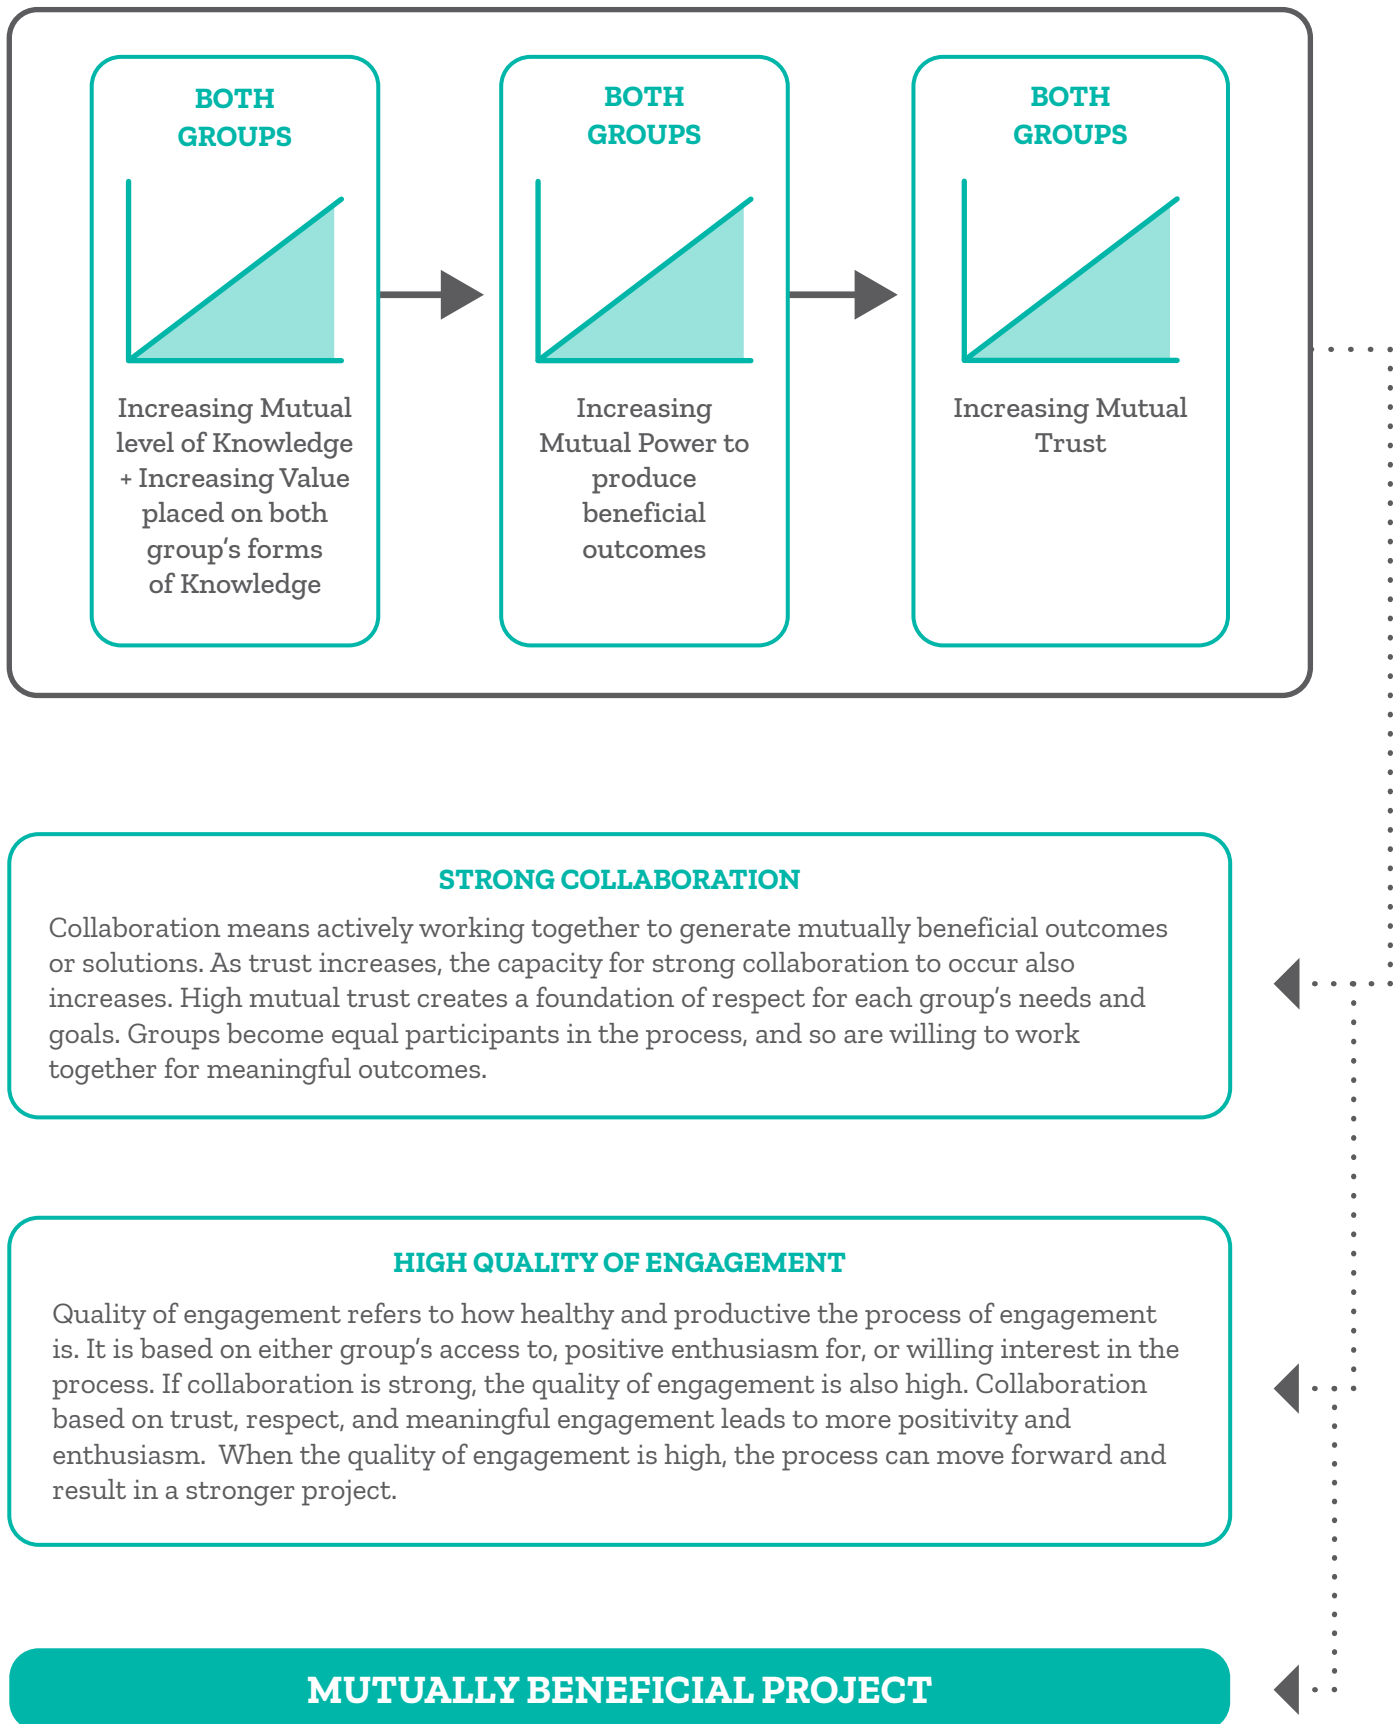 BOTH
GROUPS
Increasing Mutual
level of Knowledge
+ Increasing Value
placed on both
group’s forms
of Knowledge
BOTH
GROUPS
Increasing
Mutual Power to
produce
beneficial
outcomes
BOTH
GROUPS
Increasing Mutual
Trust
STRONG COLLABORATION
Collaboration means actively working together to generate mutually beneficial outcomes
or solutions. As trust increases, the capacity for strong collaboration to occur also
increases. High mutual trust creates a foundation of respect for each group’s needs and
goals. Groups become equal participants in the process, and so are willing to work
together for meaningful outcomes.
HIGH QUALITY OF ENGAGEMENT
Quality of engagement refers to how healthy and productive the process of engagement
is. It is based on either group’s access to, positive enthusiasm for, or willing interest in the
process. If collaboration is strong, the quality of engagement is also high. Collaboration
based on trust, respect, and meaningful engagement leads to more positivity and
enthusiasm.  When the quality of engagement is high, the process can move forward and
result in a stronger project.
MUTUALLY BENEFICIAL PROJECT